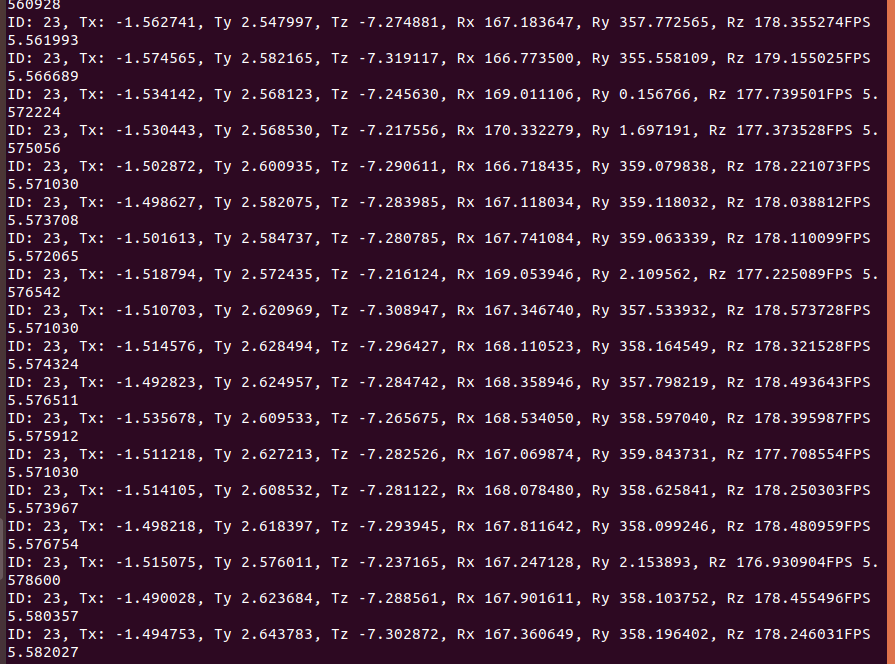 560928
ID: 23, Tx: -1.562741, Ty 2.547997, Tz -7.274881, Rx 167.183647, Ry 357.772565, Rz 178.355274FPS
5.561993
ID: 23, Tx: -1.574565, Ty 2.582165, Tz -7.319117, Rx 166.773500, Ry 355.558109, Rz 179.155025FPS
5.566689
ID: 23, Tx: -1.534142, Ty 2.568123, Tz -7.245630, Rx 169.011106, Ry 0.156766, Rz 177.739501FPS 5.
572224
ID: 23, Tx: -1.530443, Ty 2.568530, Tz -7.217556, Rx 170.332279, Ry 1.697191, Rz 177.373528FPS 5.
575056
ID: 23, Tx: -1.502872, Ty 2.600935, Tz -7.290611, Rx 166.718435, Ry 359.079838, Rz 178.221073FPS
5.571030
ID: 23, Tx: -1.498627, Ty 2.582075, Tz -7.283985, Rx 167.118034, Ry 359.118032, Rz 178.038812FPS
5.573708
ID: 23, Tx: -1.501613, Ty 2.584737, Tz -7.280785, Rx 167.741084, Ry 359.063339, Rz 178.110099FPS
5.572065
ID: 23, Tx: -1.518794, Ty 2.572435, Tz -7.216124, Rx 169.053946, Ry 2.109562, Rz 177.225089FPS 5.
576542
ID: 23, Tx: -1.510703, Ty 2.620969, Tz -7.308947, Rx 167.346740, Ry 357.533932, Rz 178.573728FPS
5.571030
ID: 23, Tx: -1.514576, Ty 2.628494, Tz -7.296427, Rx 168.110523, Ry 358.164549, Rz 178.321528FPS
5.574324
ID: 23, Tx: -1.492823, Ty 2.624957, Tz -7.284742, Rx 168.358946, Ry 357.798219, Rz 178.493643FPS
5.576511
ID: 23, Tx: -1.535678, Ty 2.609533, Tz -7.265675, Rx 168.534050, Ry 358.597040, Rz 178.395987FPS
5.575912
ID: 23, Tx: -1.511218, Ty 2.627213, Tz -7.282526, Rx 167.069874, Ry 359.843731, Rz 177.708554FPS
5.571030
ID: 23, Tx: -1.514105, Ty 2.608532, Tz -7.281122, Rx 168.078480, Ry 358.625841, Rz 178.250303FPS
5.573967
ID: 23, Tx: -1.498218, Ty 2.618397, Tz -7.293945, Rx 167.811642, Ry 358.099246, Rz 178.480959FPS
5.576754
ID: 23, Tx: -1.515075, Ty 2.576011, Tz -7.237165, Rx 167.247128, Ry 2.153893, Rz 176.930904FPS 5.
578600
ID: 23, Tx: -1.490028, Ty 2.623684, Tz -7.288561, Rx 167.901611, Ry 358.103752, Rz 178.455496FPS
5.580357
ID: 23, Tx: -1.494753, Ty 2.643783, Tz -7.302872, Rx 167.360649, Ry 358.196402, Rz 178.246031FPS
5.582027